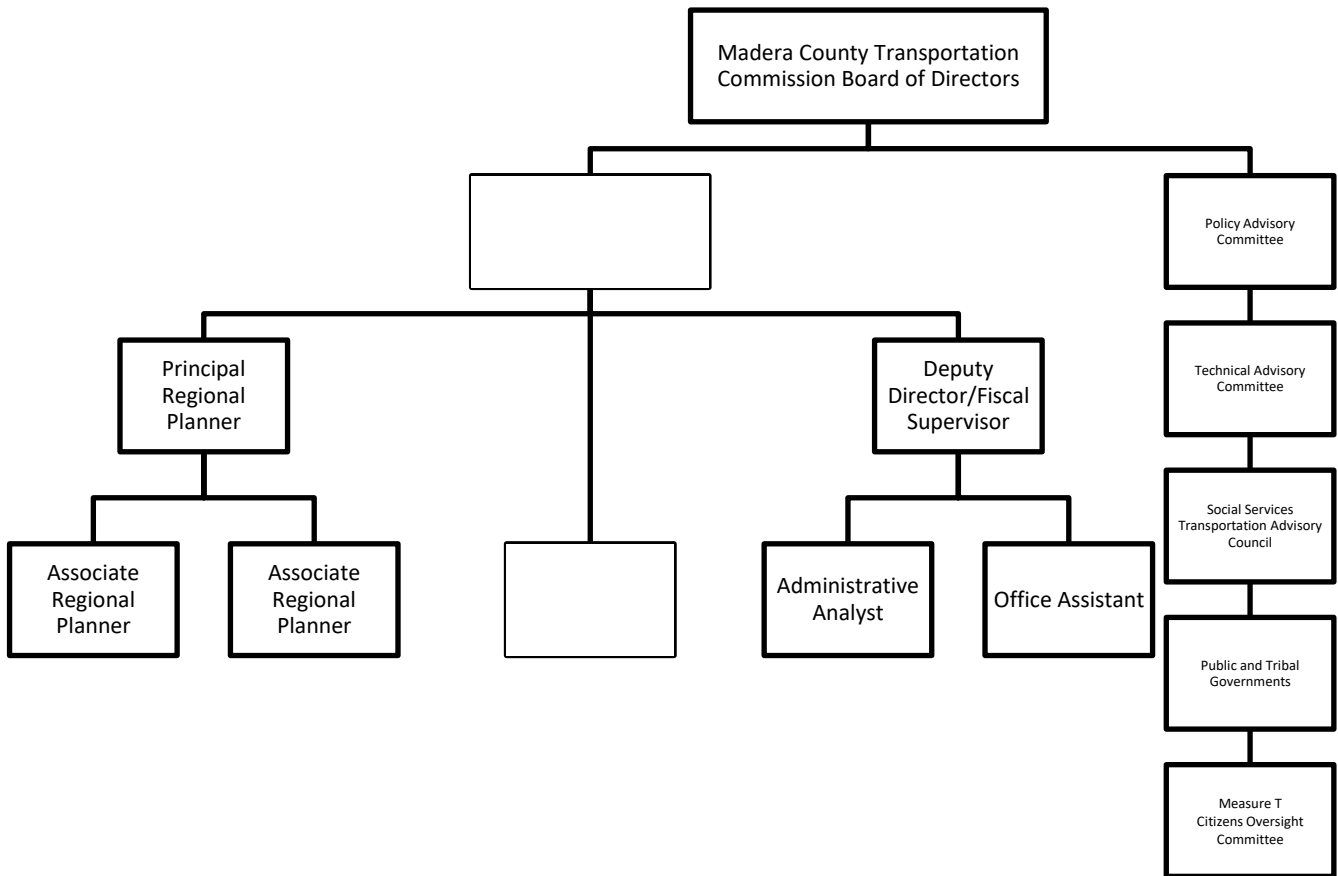 Madera County Transportation
Commission Board of Directors
Policy Advisory
Committee
Principal
Regional
Planner
Deputy
Director/Fiscal
Supervisor
Technical Advisory
Committee
Associate
Regional
Planner
Associate
Regional
Planner
Administrative
Analyst
Office Assistant
Social Services
Transportation Advisory
Council
Public and Tribal
Governments
Measure T
Citizens Oversight
Committee